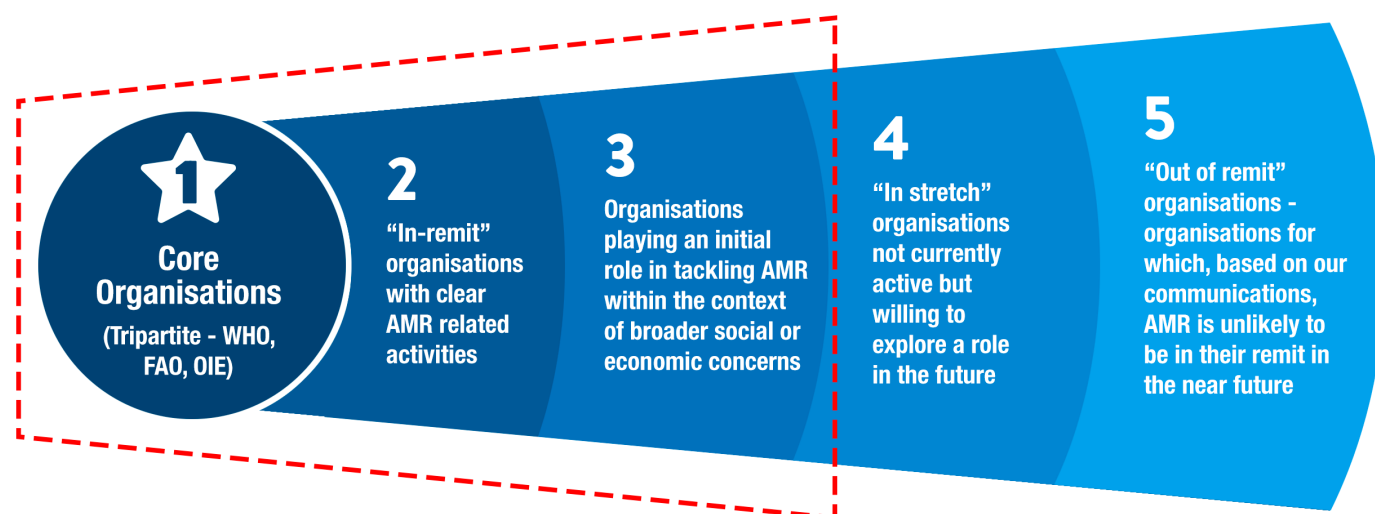 1
Core
Organisations
(Tripartite - WHO,
FAO, OIE)
2
“In-remit”
organisations
with clear
AMR related
activities
3
Organisations
playing an initial
role in tackling AMR
within the context
of broader social or
economic concerns
4
“In stretch”
organisations
not currently
active but
willing to
explore a role
in the future
5
“Out of remit”
organisations -
organisations for
which, based on our
communications,
AMR is unlikely to
be in their remit in
the near future